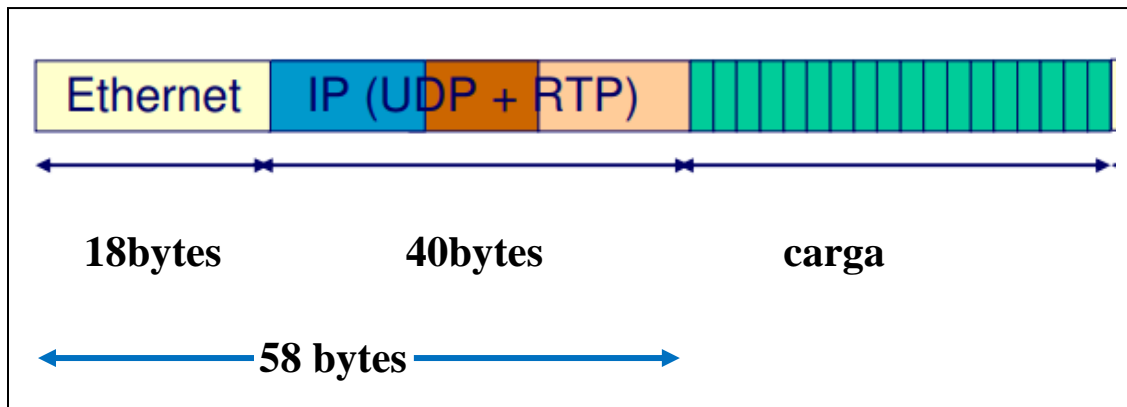 Ethernet IP (UDP + RTP)
18bytes 40bytes carga
58 bytes